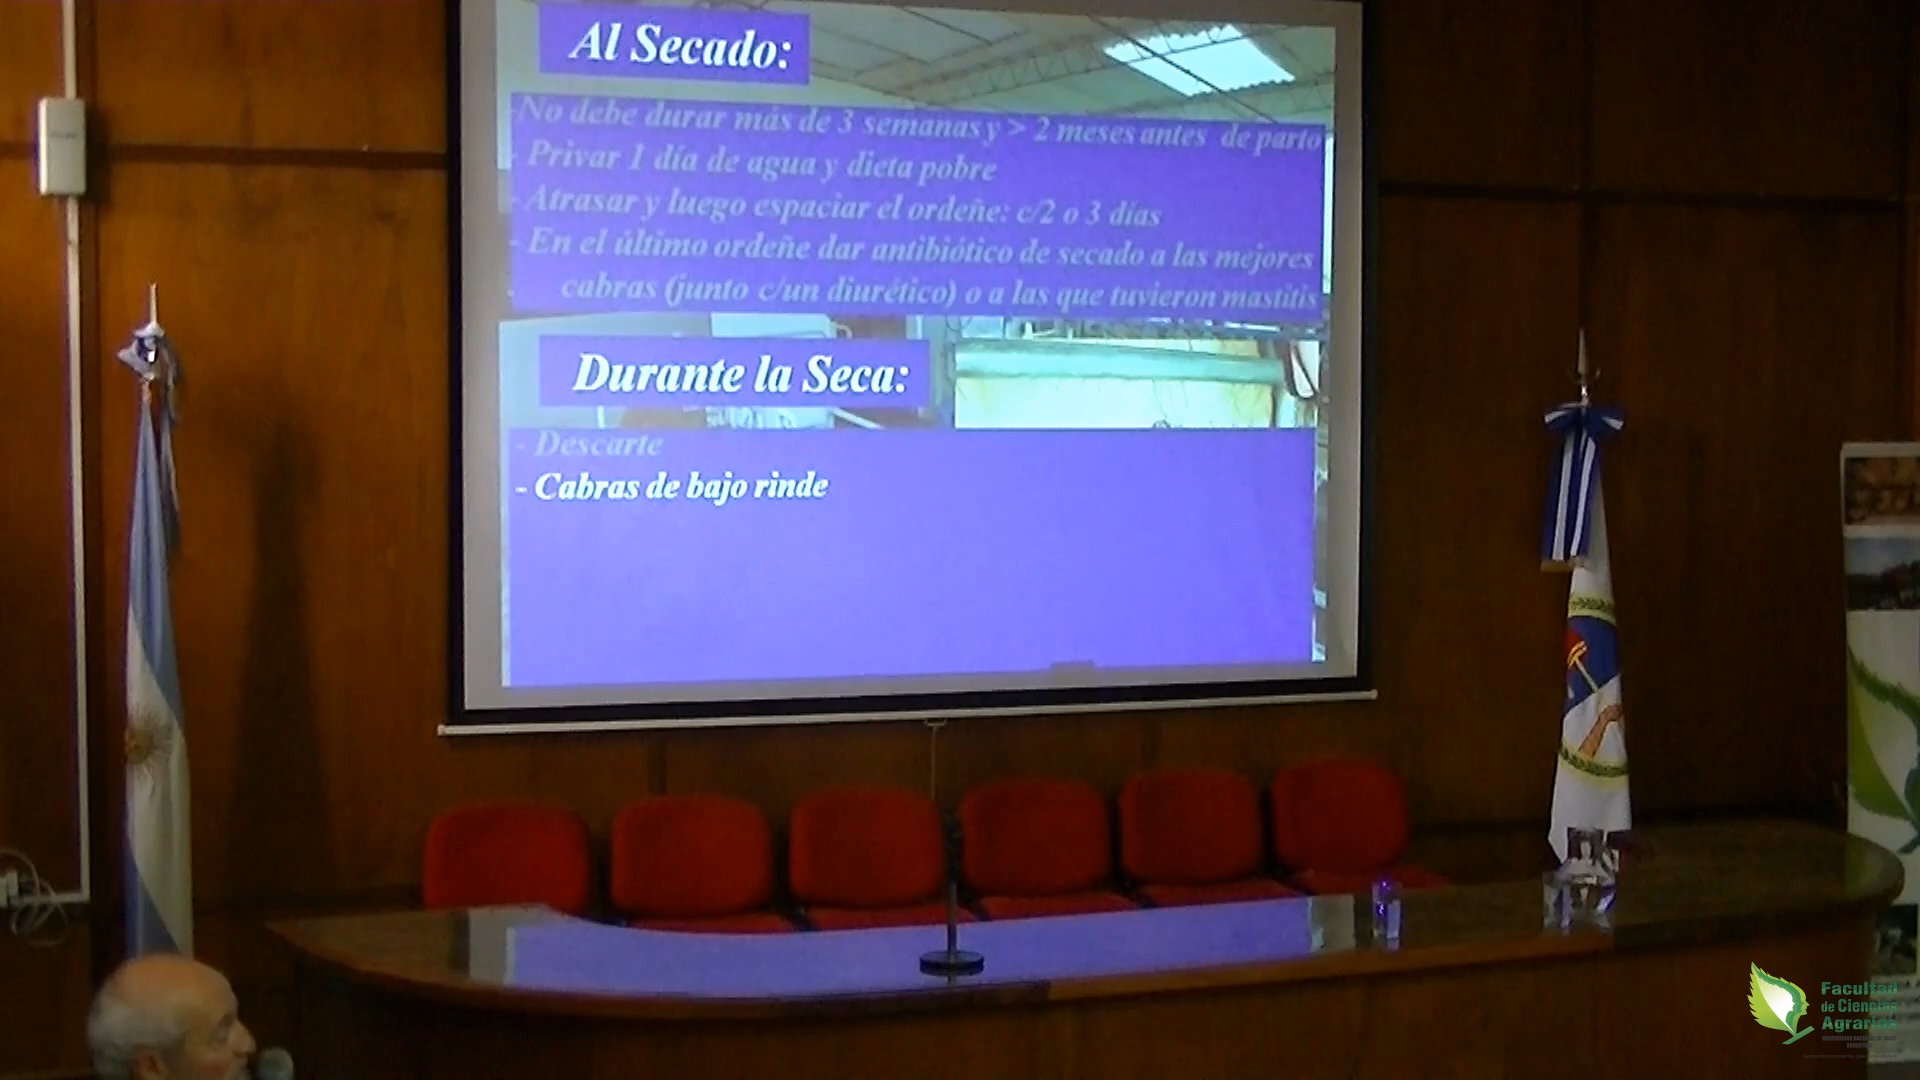 Al Secado:
-No debe durar más de 3 semanas y > 2 meses antes de parto
- Privar 1 día de agua y dieta pobre
- Atrasar y luego espaciar el ordeñe: c/2 o 3 días
- En el último ordeñe dar antibiótico de secado a las mejores
cabras (junto c/un diurético) o a las que tuvieron mastitis
Durante la Seca:
- Descarte
- Cabras de bajo rinde
Facultad
de Ciencias
Agrarias